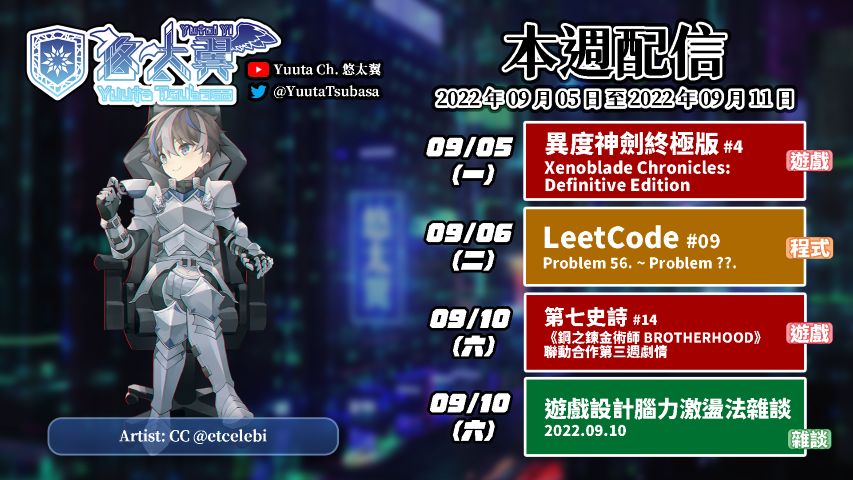 Yuutai Yi
悠太翼
Yuuta Tsubasa
Yuuta Ch. 悠太翼
@YuutaTsubasa
本週配信
2022年09月05日至2022年09月11日
09/05
(一)
異度神劍終極版 #4
Xenoblade Chronicles:
Definitive Edition
遊戲
09/06
(二)
LeetCode #09
Problem 56. ~ Problem ??.
程式
09/10
(六)
第七史詩 #14
《鋼之鍊金術師 BROTHERHOOD》
聯動合作第三週劇情
遊戲
09/10
(六)
遊戲設計腦力激盪法雜談
2022.09.10
雜談
悠太翼
Artist: CC @etcelebi